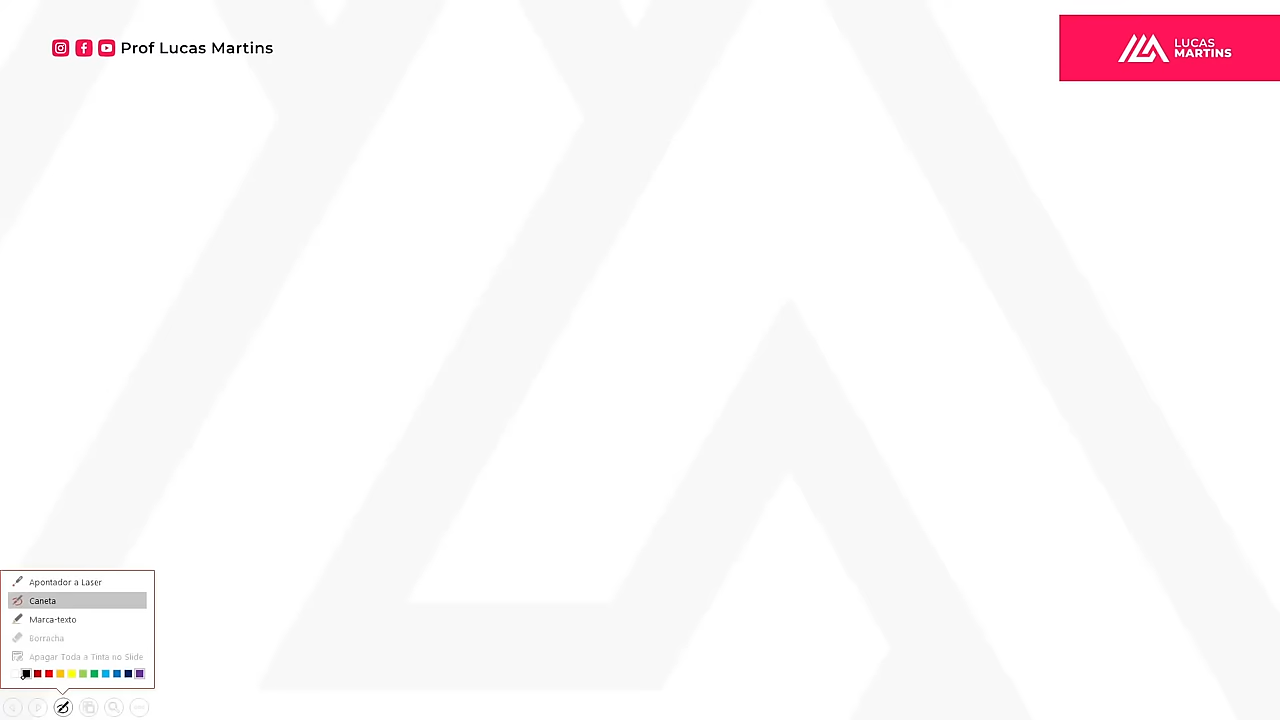 Prof Lucas Martins
LUCAS
MARTINS
Apontador a Laser
Caneta
Marca-texto
Borracha
Apagar Toda a Tinta no Slide